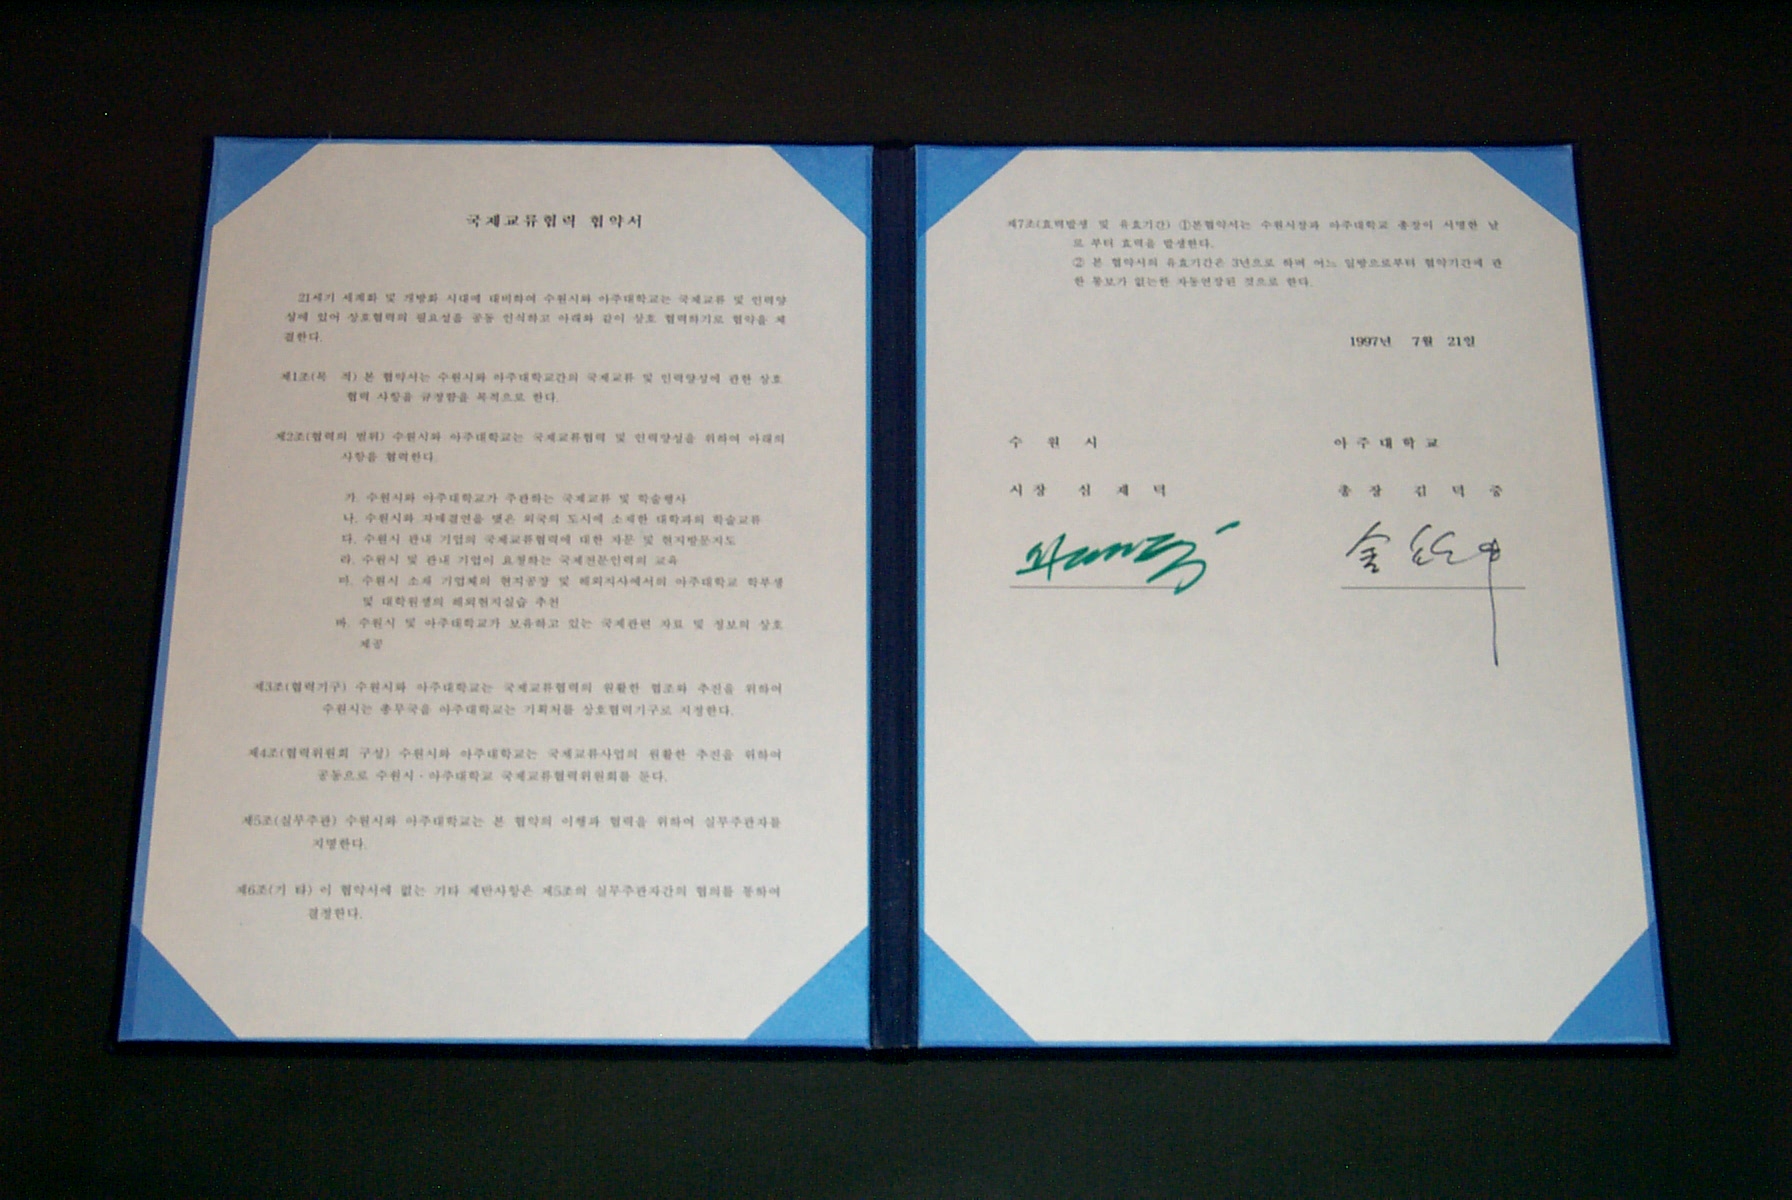 국제교류협력 협약서
21세기 세계화 및 개방화 시대에 대비하여 수원시와 아주대학교는 국제교류 및 인력양
성에 있어 상호협력의 필요성을 공동 인식하고 아래와 같이 상호 협력하기로 협약을 체
결한다.
제1조(목 적) 본 협약서는 수원시와 아주대학교간의 국제교류 및 인력양성에 관한 상호
협력 사항을 규정함을 목적으로 한다.
제2조(협력의 범위) 수원시와 아주대학교는 국제교류협력 및 인력양성을 위하여 아래의
사항을 협력한다.
가. 수원시와 아주대학교가 주관하는 국제교류 및 학술행사
나. 수원시와 자매결연을 맺은 외국의 도시에 소재한 대학과의 학술교류
다. 수원시 관내 기업의 국제교류협력에 대한 자문 및 현지방문지도
라. 수원시 및 관내 기업이 요청하는 국제전문인력의 교육
마. 수원시 소재 기업체의 현지공장 및 해외지사에서의 아주대학교 학부생
및 대학원생의 해외현지실습 추천
바. 수원시 및 아주대학교가 보유하고 있는 국제관련 자료 및 정보의 상호
제공
제3조(협력기구) 수원시와 아주대학교는 국제교류협력의 원활한 협조와 추진을 위하여
수원시는 총무국을 아주대학교는 기획처를 상호협력기구로 지정한다.
제4조(협력위원회 구성) 수원시와 아주대학교는 국제교류사업의 원활한 추진을 위하여
공동으로 수원시·아주대학교 국제교류협력위원회를 둔다.
제5조(실무주관) 수원시와 아주대학교는 본 협약의 이행과 협력을 위하여 실무주관자를
지명한다.
제6조(기 타) 이 협약서에 없는 기타 제반사항은 제5조의 실무주관자간의 협의를 통하여
결정한다.
제7조(효력발생 및 유효기간) ①본협약서는 수원시장과 아주대학교 총장이 서명한 날
로 부터 효력을 발생한다.
② 본 협약서의 유효기간은 3년으로 하며 어느 일방으로부터 협약기간에 관
한 통보가 없는한 자동연장된 것으로 한다.
1997년 7월 21일
수 원 시
아주대학교
시장 심 재 덕
총 장 김 덕 중